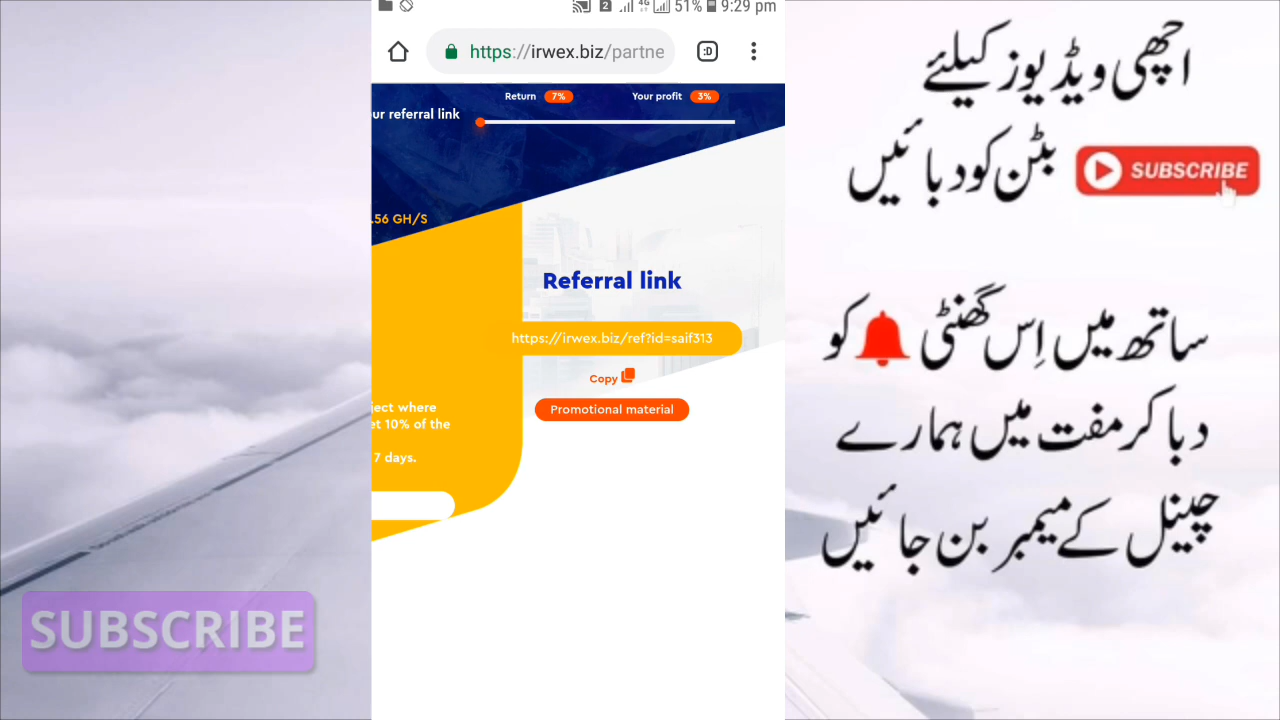 2 4G 51% 9:29 pm
https://irwex.biz/partne
:D
Return 7% Your profit 3%
ur referral link
.56 GH/S
Referral link
https://irwex.biz/ref?id=saif313
Copy
Promotional material
ject where
et 10% of the
7 days.
اچھی ویڈیوز کیلئے
SUBSCRIBE بٹن کو دبائیں
ساتھ میں اِس گھنٹی کو
دبا کر مفت میں ہمارے
چینل کے میمبر بن جائیں
SUBSCRIBE